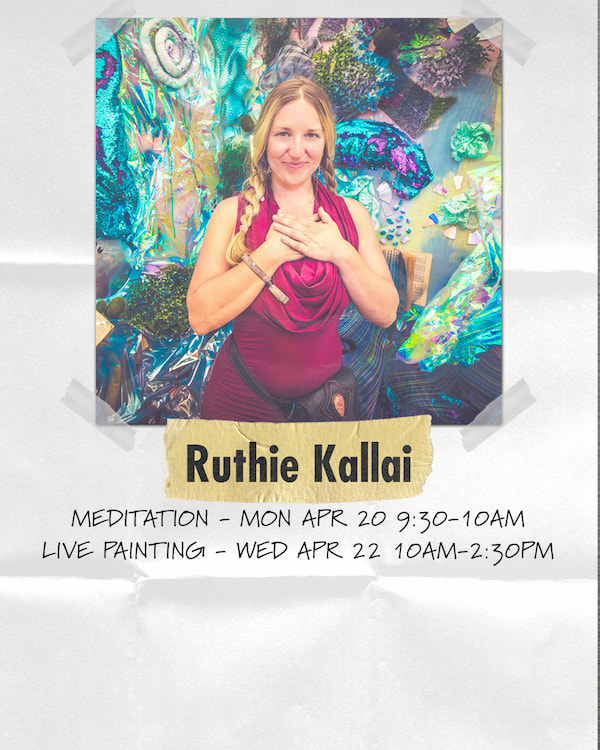 Ruthie Kallai
MEDITATION - MON APR 20 9:30-10AM
LIVE PAINTING - WED APR 22 10AM-2:30PM